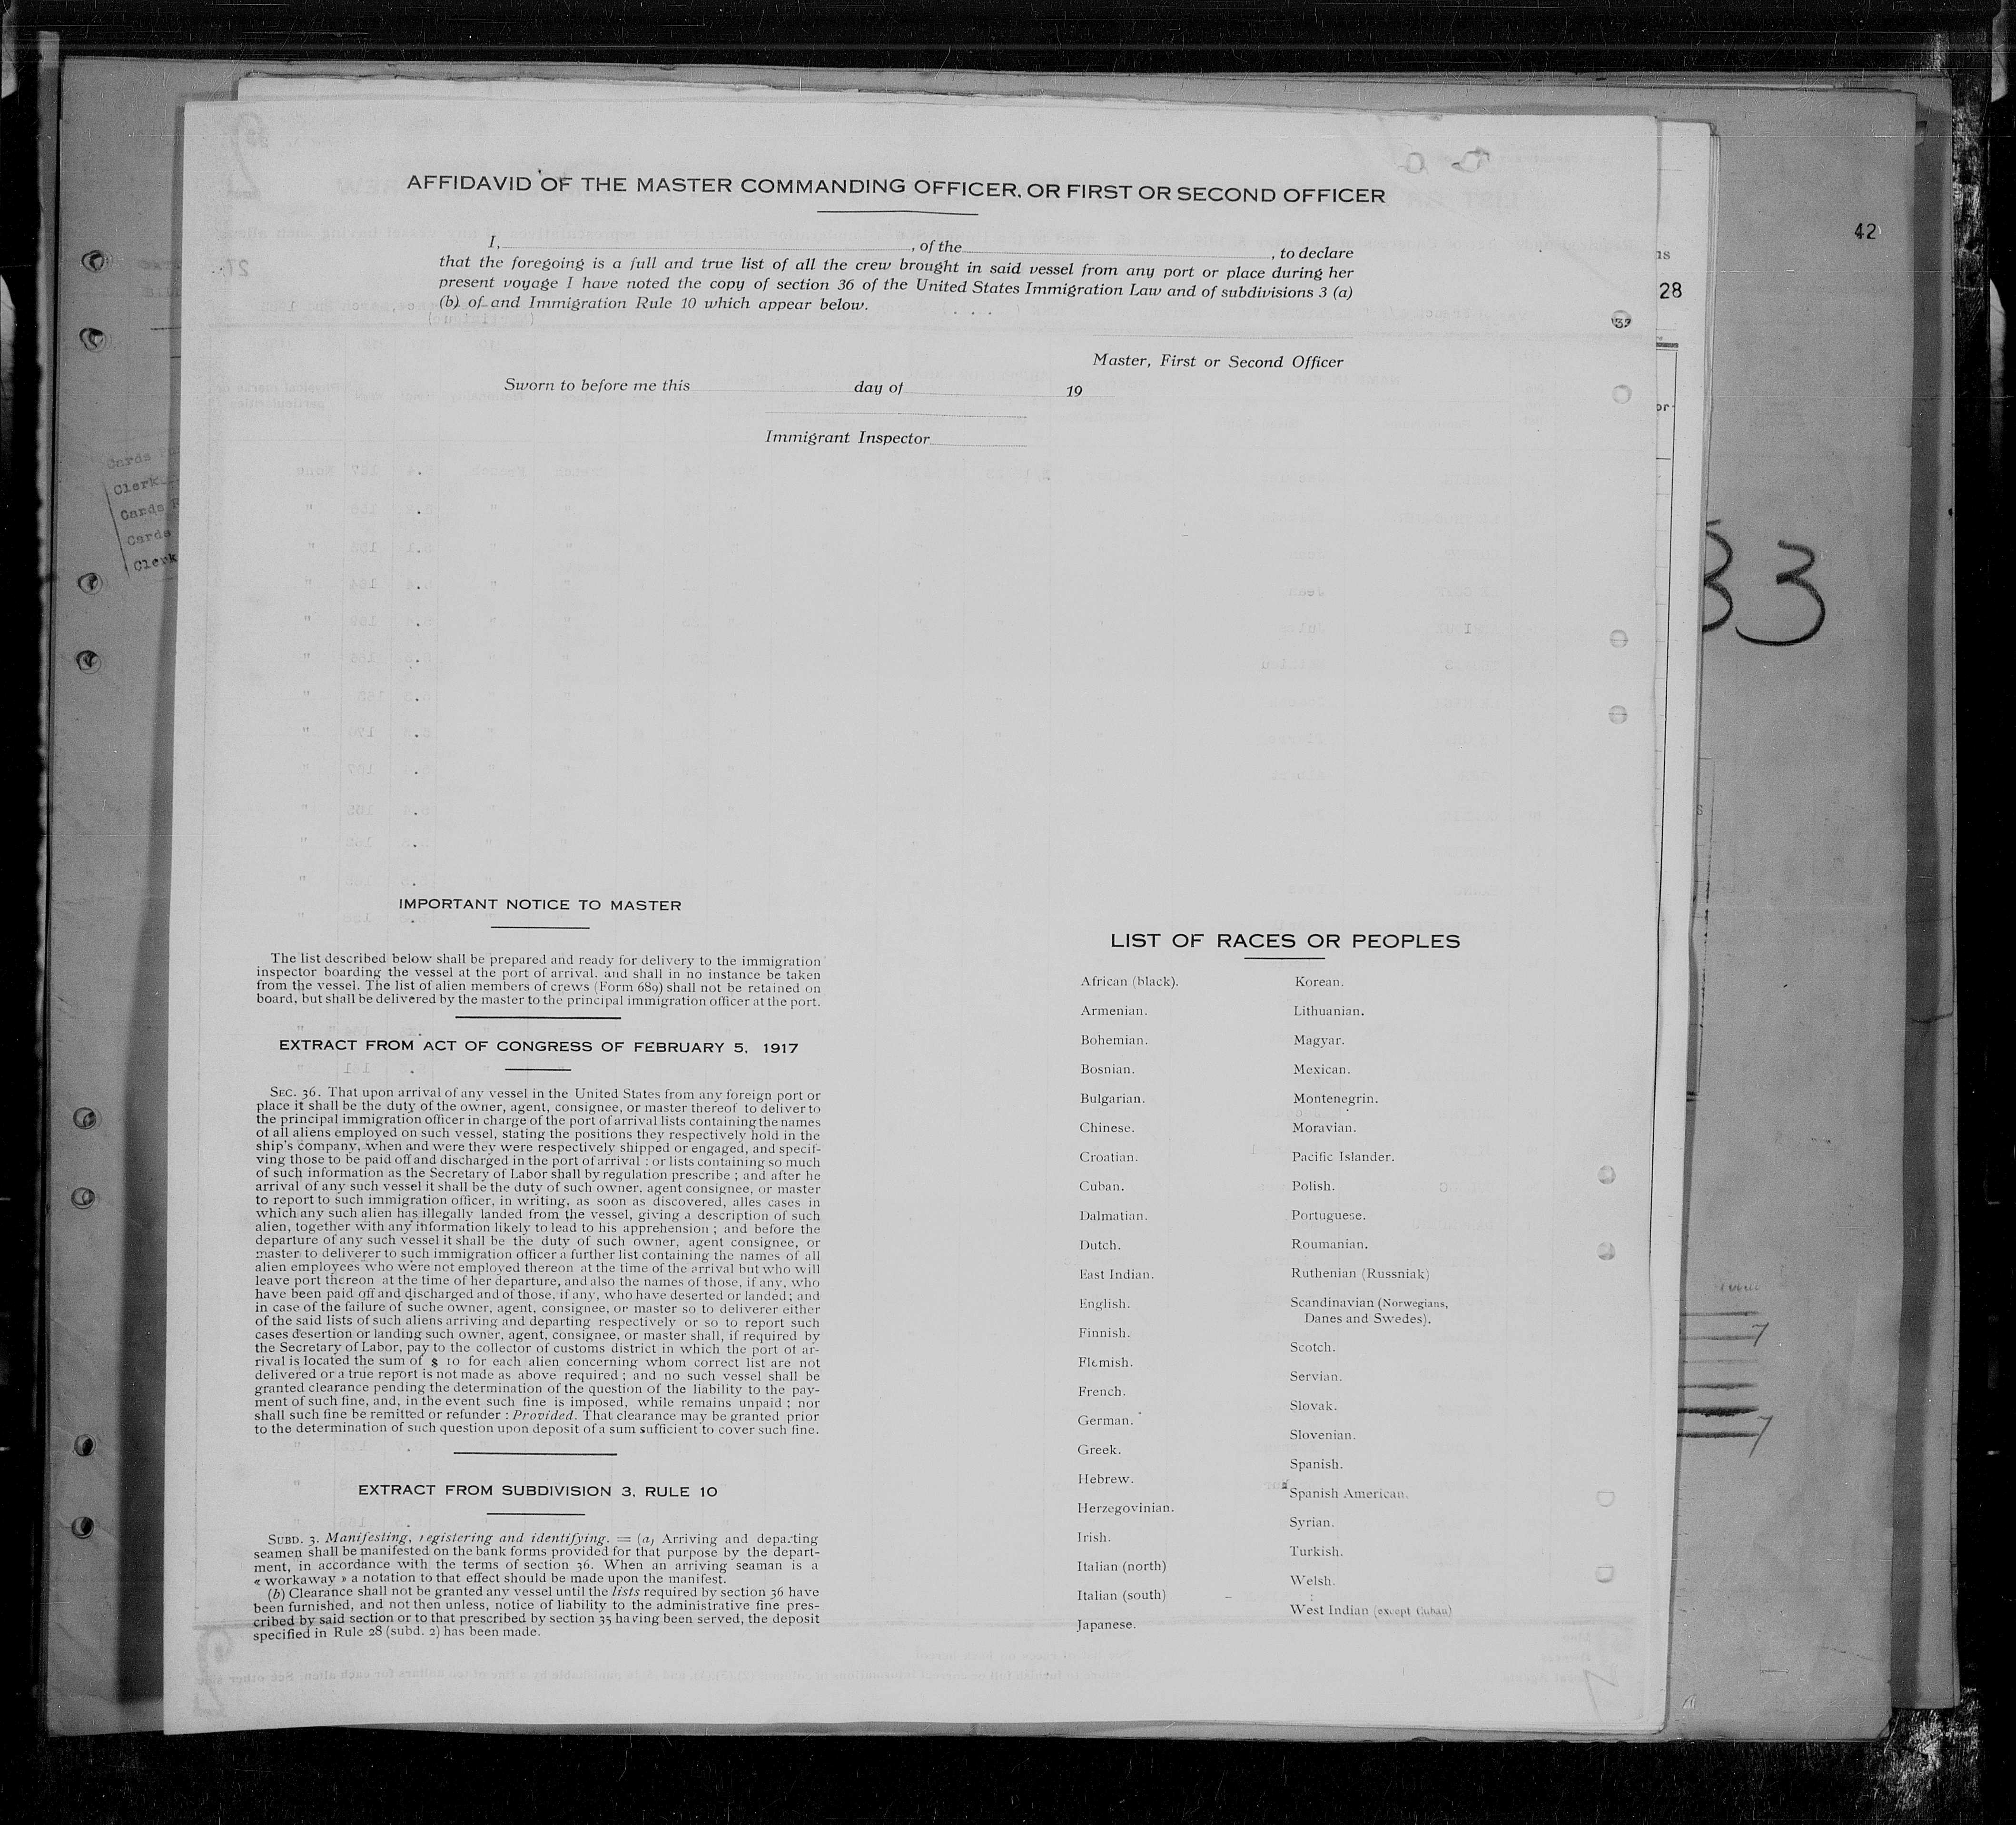 AFFIDAVID OF THE MASTER COMMANDING OFFICER, OR FIRST OR SECOND OFFICER
I, , of the , to declare
that the foregoing is a full and true list of all the crew brought in said vessel from any port or place during her
present voyage I have noted the copy of section 36 of the United States Immigration Law and of subdivisions 3 (a)
(b) of and Immigration Rule 10 which appear below.
Master, First or Second Officer
Sworn to before me this day of 19
Immigrant Inspector
IMPORTANT NOTICE TO MASTER
The list described below shall be prepared and ready for delivery to the immigration
inspector boarding the vessel at the port of arrival. and shall in no instance be taken
from the vessel. The list of alien members of crews (Form 689) shall not be retained on
board, but shall be delivered by the master to the principal immigration officer at the port.
EXTRACT FROM ACT OF CONGRESS OF FEBRUARY 5, 1917
SEC. 36. That upon arrival of any vessel in the United States from any foreign port or
place it shall be the duty of the owner, agent, consignee, or master thereof to deliver to
the principal immigration officer in charge of the port of arrival lists containing the names
of all aliens employed on such vessel, stating the positions they respectively hold in the
ship's company, when and were they were respectively shipped or engaged, and specif-
ving those to be paid off and discharged in the port of arrival : or lists containing so much
of such information as the Secretary of Labor shall by regulation prescribe ; and after he
arrival of any such vessel it shall be the duty of such owner. agent consignee, or master
to report to such immigration officer, in writing, as soon as discovered, alles cases in
which any such alien has illegally landed from the vessel, giving a description of such
alien, together with any information likely to lead to his apprehension ; and before the
departure of any such vessel it shall be the duty of such owner, agent consignee, or
master to deliverer to such immigration officer a further list containing the names of all
alien employees who were not employed thereon at the time of the arrival but who will
leave port thereon at the time of her departure, and also the names of those, if any, who
have been paid off and discharged and of those, if any, who have deserted or landed ; and
in case of the failure of suche owner, agent, consignee, or master so to deliverer either
of the said lists of such aliens arriving and departing respectively or so to report such
cases desertion or landing such owner, agent, consignee, or master shall, if required by
the Secretary of Labor, pay to the collector of customs district in which the port of ar-
rival is located the sum of $ 10 for each alien concerning whom correct list are not
delivered or a true report is not made as above required ; and no such vessel shall be
granted clearance pending the determination of the question of the liability to the pay-
ment of such fine, and, in the event such fine is imposed, while remains unpaid ; nor
shall such fine be remitted or refunder : Provided. That clearance may be granted prior
to the determination of such question upon deposit of a sum sufficient to cover such fine.
EXTRACT FROM SUBDIVISION 3, RULE 10
SUBD. 3. Manifesting, registering and identifying. = (a) Arriving and departing
seamen shall be manifested on the bank forms provided for that purpose by the depart-
ment, in accordance with the terms of section 36. When an arriving seaman is a
« workaway » a notation to that effect should be made upon the manifest.
(b) Clearance shall not be granted any vessel until the lists required by section 36 have
been furnished, and not then unless, notice of liability to the administrative fine pres-
cribed by said section or to that prescribed by section 35 having been served, the deposit
specified in Rule 28 (subd. 2) has been made.
LIST OF RACES OR PEOPLES
African (black).
Armenian.
Bohemian.
Bosnian.
Bulgarian.
Chinese.
Croatian.
Cuban.
Dalmatian.
Dutch.
East Indian.
English.
Finnish.
Flemish.
French.
German.
Greek.
Hebrew.
Herzegovinian.
Irish.
Italian (north)
Italian (south)
Japanese.
Korean.
Lithuanian.
Magyar.
Mexican.
Montenegrin.
Moravian.
Pacific Islander.
Polish.
Portuguese.
Roumanian.
Ruthenian (Russniak)
Scandinavian (Norwegians,
Danes and Swedes).
Scotch.
Servian.
Slovak.
Slovenian.
Spanish.
Spanish American.
Syrian.
Turkish.
Welsh.
West Indian (except Cuban)
42
28
33
Clerk
Cards
Cards
Clerk